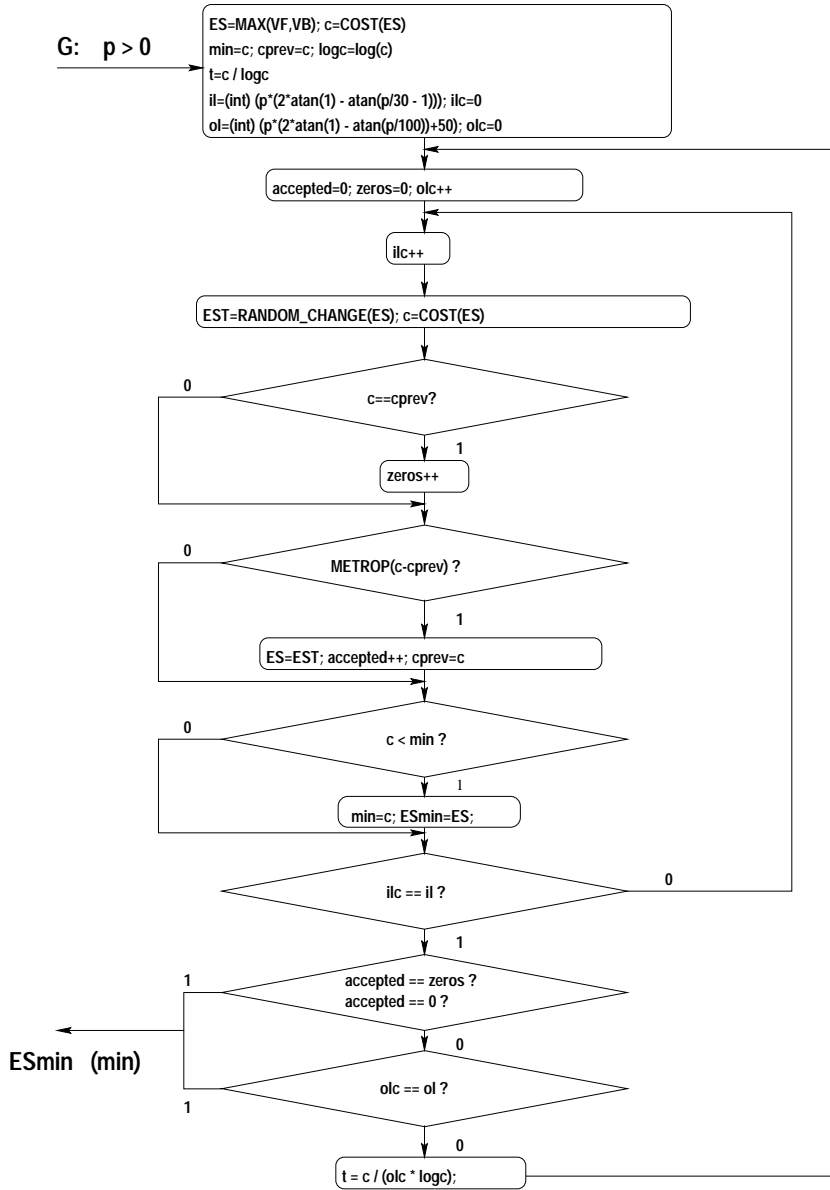 G: p > 0
ES=MAX(VF,VB); c=COST(ES)
min=c; cprev=c; logc=log(c)
t=c / logc
il=(int) (p*(2*atan(1) - atan(p/30 - 1))); ilc=0
ol=(int) (p*(2*atan(1) - atan(p/100))+50); olc=0
accepted=0; zeros=0; olc++
ilc++
EST=RANDOM_CHANGE(ES); c=COST(ES)
0
c==cprev?
1
zeros++
0
METROP(c-cprev) ?
1
ES=EST; accepted++; cprev=c
0
c < min ?
1
min=c; ESmin=ES;
ilc == il ?
0
1
1
accepted == zeros ?
accepted == 0 ?
0
ESmin (min)
olc == ol ?
1
0
t = c / (olc * logc);